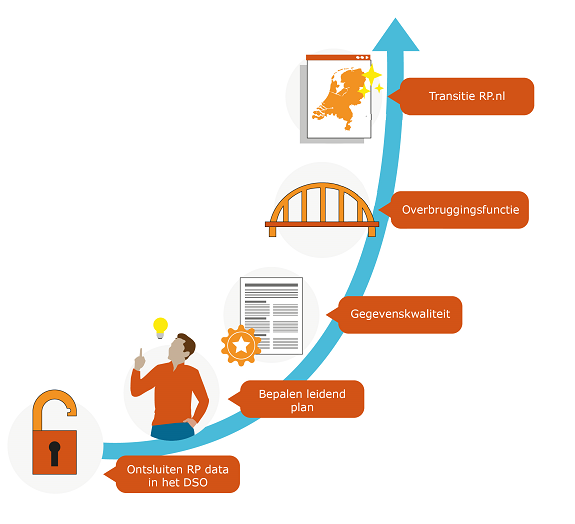 Transitie RP.nl
Overbruggingsfunctie
Gegevenskwaliteit
Bepalen leidend
plan
Ontsluiten RP data
in het DSO